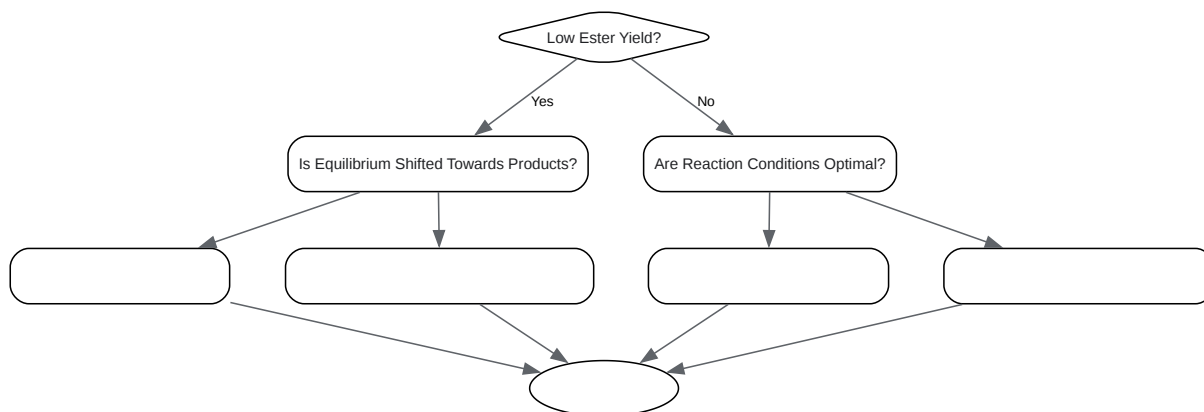 Low Ester Yield?
Yes
No
Is Equilibrium Shifted Towards Products?
Are Reaction Conditions Optimal?